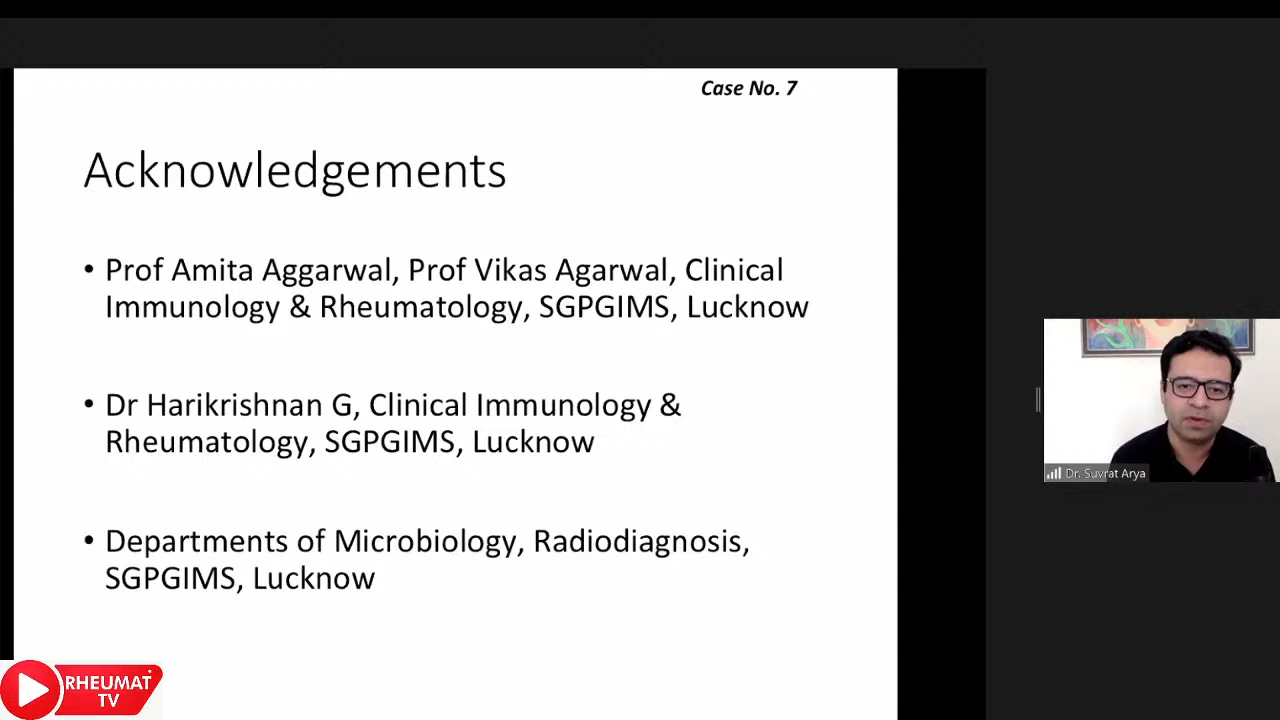 Case No. 7
Acknowledgements
• Prof Amita Aggarwal, Prof Vikas Agarwal, Clinical
Immunology & Rheumatology, SGPGIMS, Lucknow
• Dr Harikrishnan G, Clinical Immunology &
Rheumatology, SGPGIMS, Lucknow
• Departments of Microbiology, Radiodiagnosis,
SGPGIMS, Lucknow
Dr. Suvrat Arya
RHEUMAT
TV